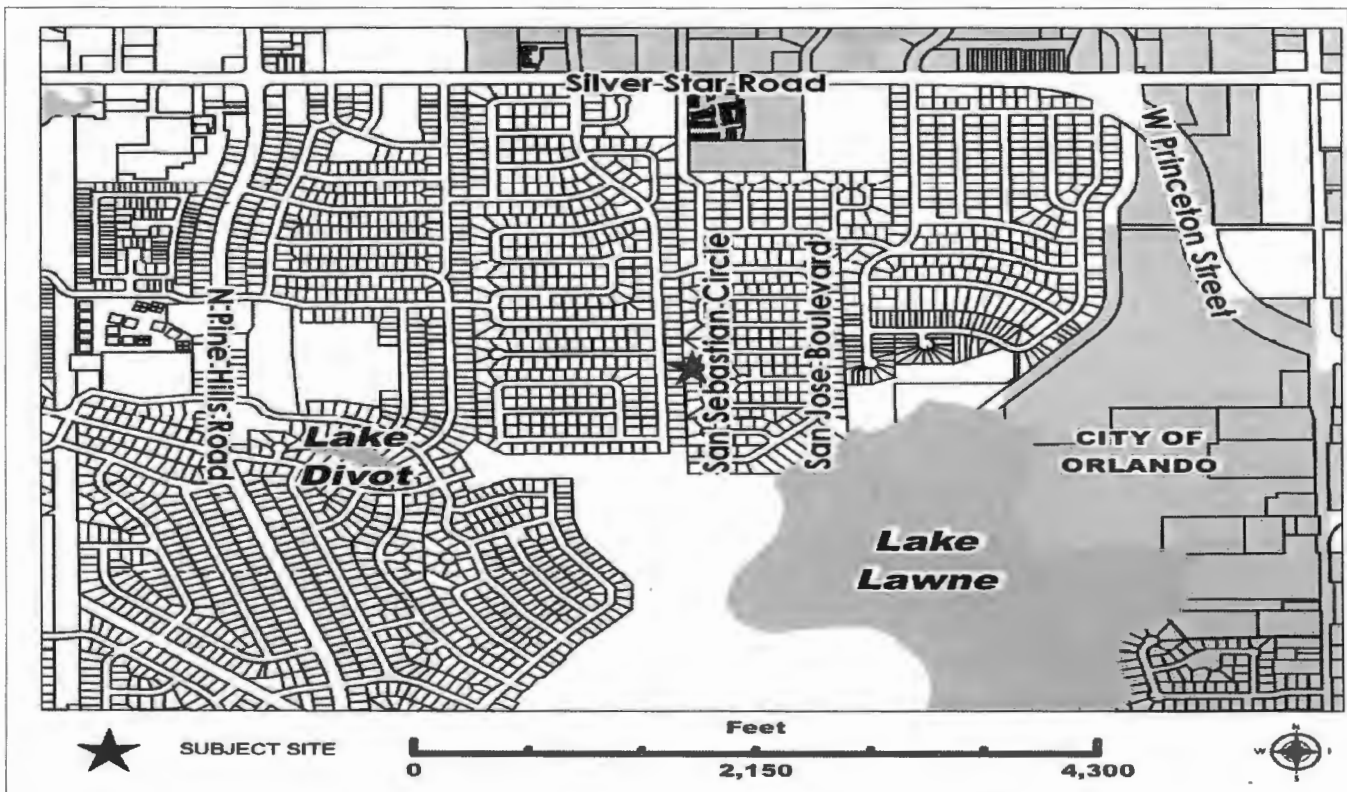 Silver Star Road
W Princeton Street
San Sebastian Circle
San Jose Boulevard
N Pine Hills Road
Lake
Divot
CITY OF
ORLANDO
Lake
Lawne
Feet
SUBJECT SITE
0
2,150
4,300
N
W
S